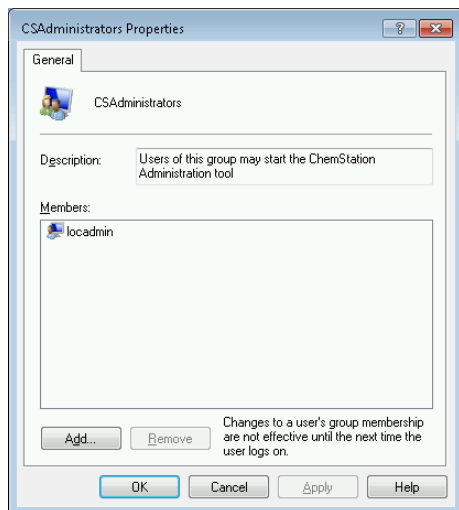 CSAdministrators Properties
General
CSAdministrators
Description:
Users of this group may start the ChemStation
Administration tool
Members:
locadmin
Add...
Remove
Changes to a user's group membership
are not effective until the next time the
user logs on.
OK
Cancel
Apply
Help